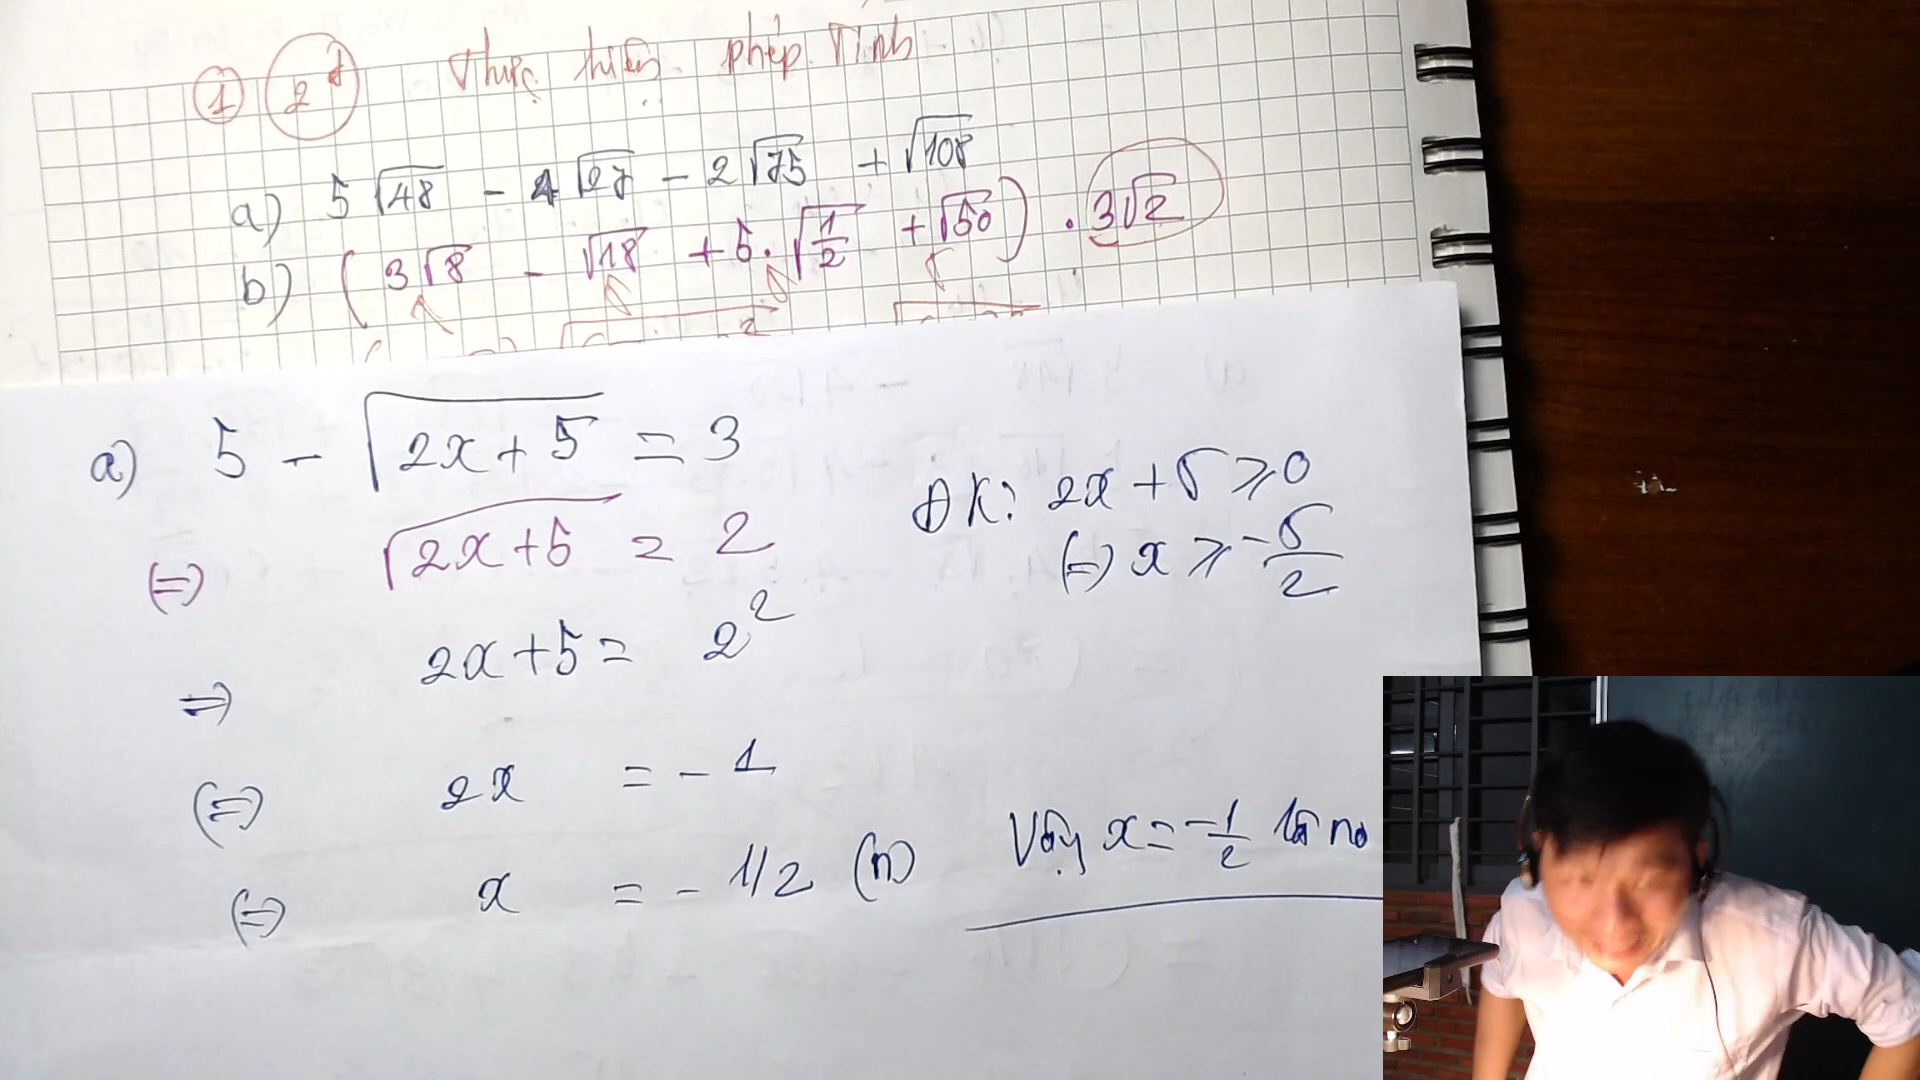 ① 2đ Thực hiện phép tính
a) 5√48 - 4√27 - 2√75 + √108
b) (3√8 - √18 + 5.√(1/2) + √50) . 3√2
a) 5 - √(2x+5) = 3
ĐK: 2x+5 ⩾ 0
(=) √(2x+5) = 2
(=) x ⩾ -5/2
=) 2x+5 = 2²
(=) 2x = - 1
(=) x = - 1/2 (n)
Vậy x = -1/2 là no